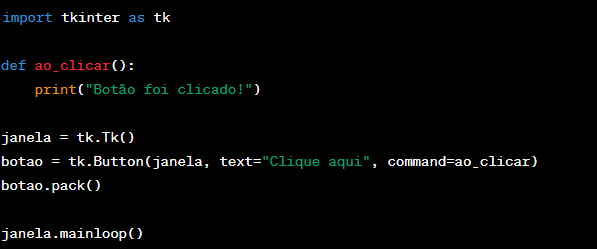 import tkinter as tk
def ao_clicar():
    print("Botão foi clicado!")
janela = tk.Tk()
botao = tk.Button(janela, text="Clique aqui", command=ao_clicar)
botao.pack()
janela.mainloop()